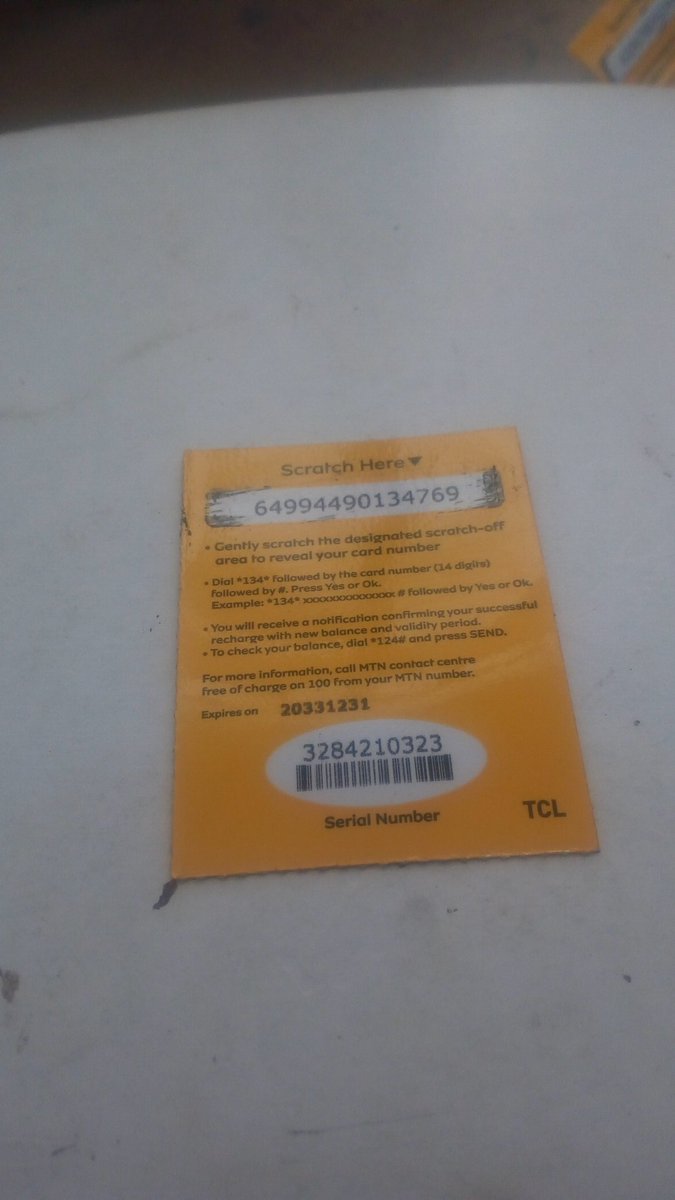 Scratch Here▼
64994490134769
• Gently scratch the designated scratch-off
area to reveal your card number
• Dial *134* followed by the card number (14 digits)
followed by #. Press Yes or Ok.
Example: *134* xxxxxxxxxxxxxx # followed by Yes or Ok.
• You will receive a notification confirming your successful
recharge with new balance and validity period.
• To check your balance, dial *124# and press SEND.
For more information, call MTN contact centre
free of charge on 100 from your MTN number.
Expires on 20331231
3284210323
Serial Number
TCL